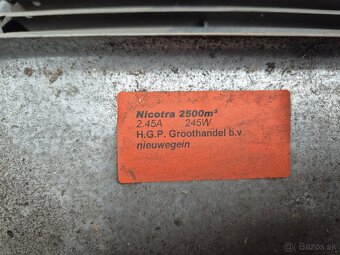 Nicotra 2500m³
2,45A 245W
H.G.P. Groothandel b.v
nieuwegein
Bazos.sk